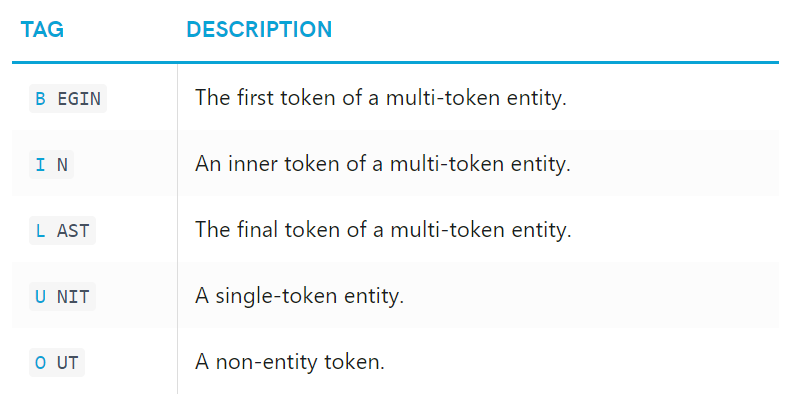 TAG DESCRIPTION
B EGIN The first token of a multi-token entity.
I N An inner token of a multi-token entity.
L AST The final token of a multi-token entity.
U NIT A single-token entity.
O UT A non-entity token.